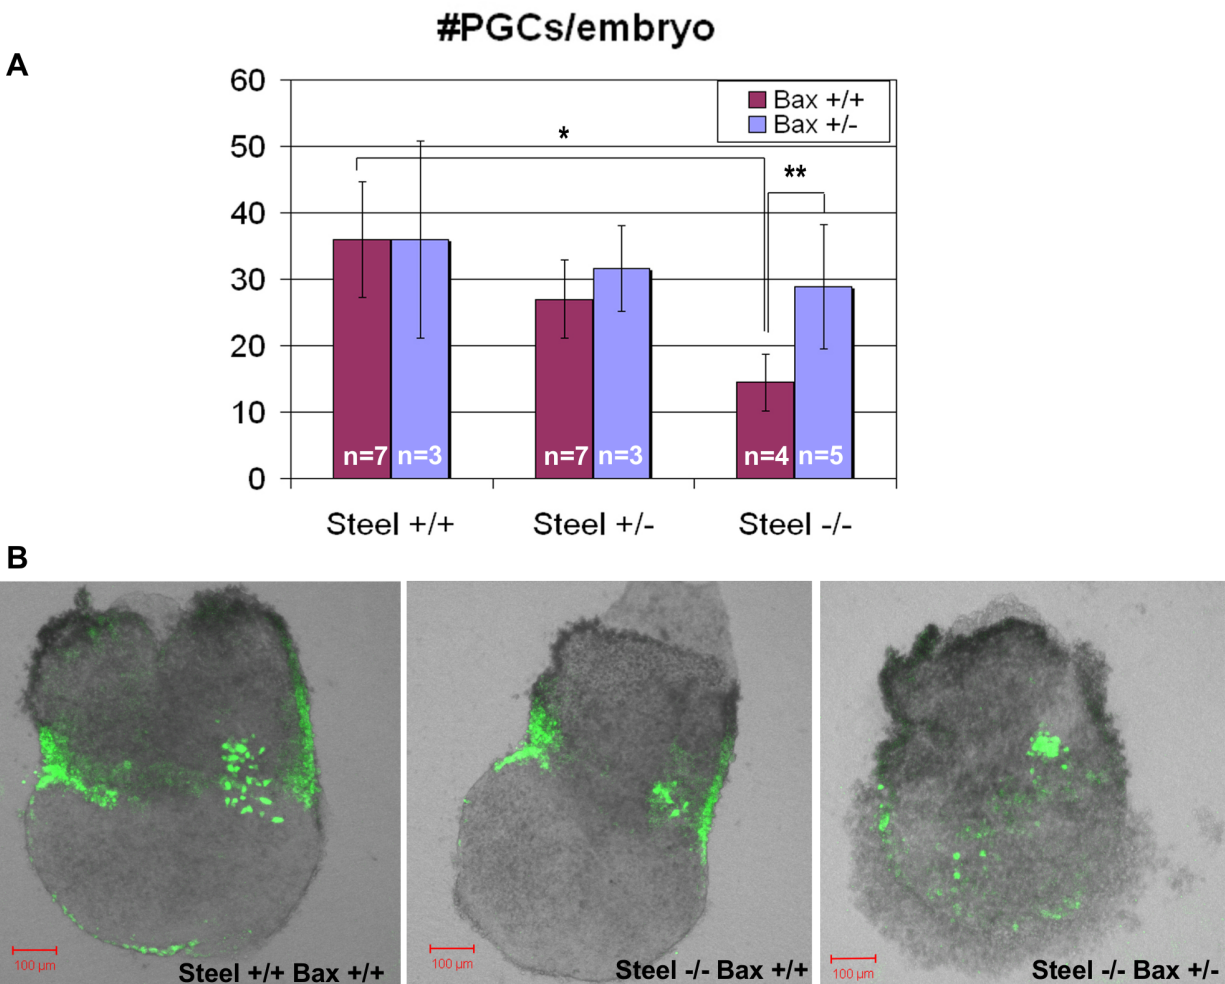 #PGCs/embryo
A
60
50
40
30
20
10
0
Bax +/+
Bax +/-
*
**
n=7 n=3
n=7 n=3
n=4 n=5
Steel +/+ Steel +/- Steel -/-
B
100 µm
Steel +/+ Bax +/+
100 µm
Steel -/- Bax +/+
100 µm
Steel -/- Bax +/-